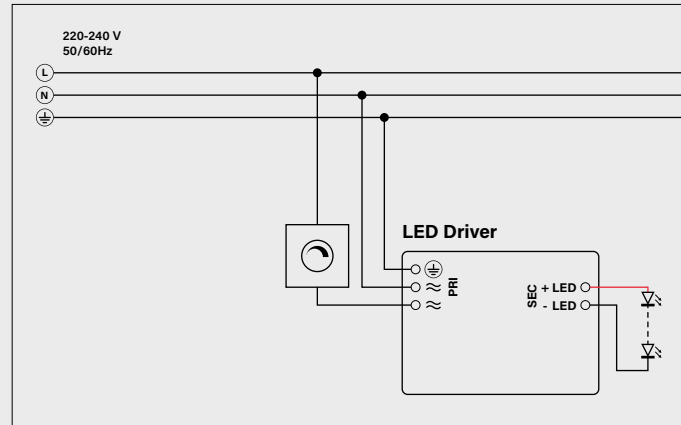 220-240 V
50/60Hz
L
N
LED Driver
PRI
SEC
+ LED
- LED